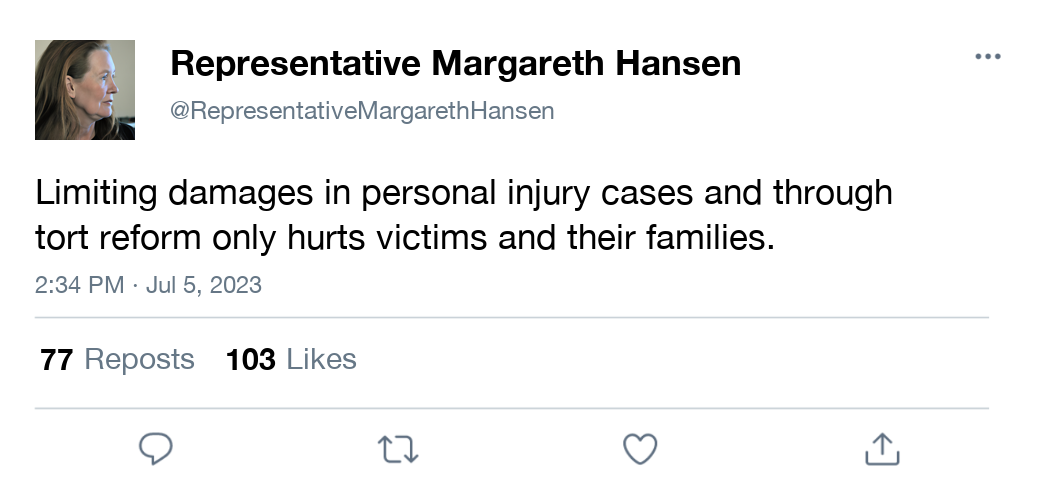 Representative Margareth Hansen
@RepresentativeMargarethHansen
Limiting damages in personal injury cases and through
tort reform only hurts victims and their families.
2:34 PM · Jul 5, 2023
77 Reposts 103 Likes